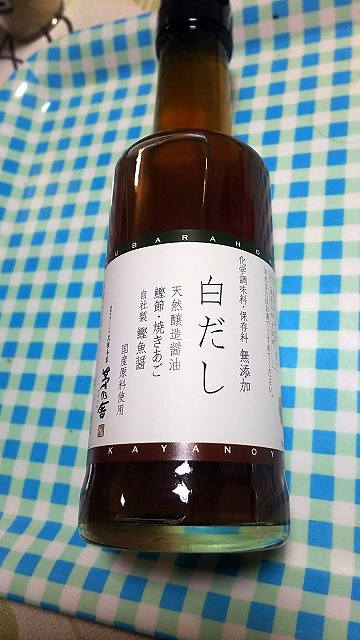 UBARAHO
化学調味料・保存料 無添加
白だし
天然醸造醤油
鰹節・焼きあご
自社製 鰹魚醤
国産原料使用
茅乃舎
KAYANOY